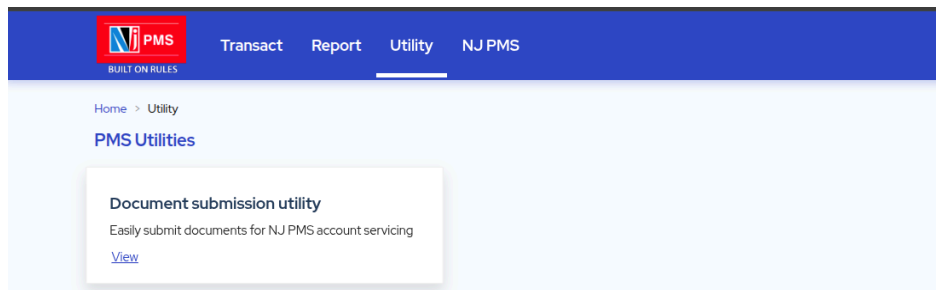 NJ PMS
BUILT ON RULES
Transact Report Utility NJ PMS
Home > Utility
PMS Utilities
Document submission utility
Easily submit documents for NJ PMS account servicing
View